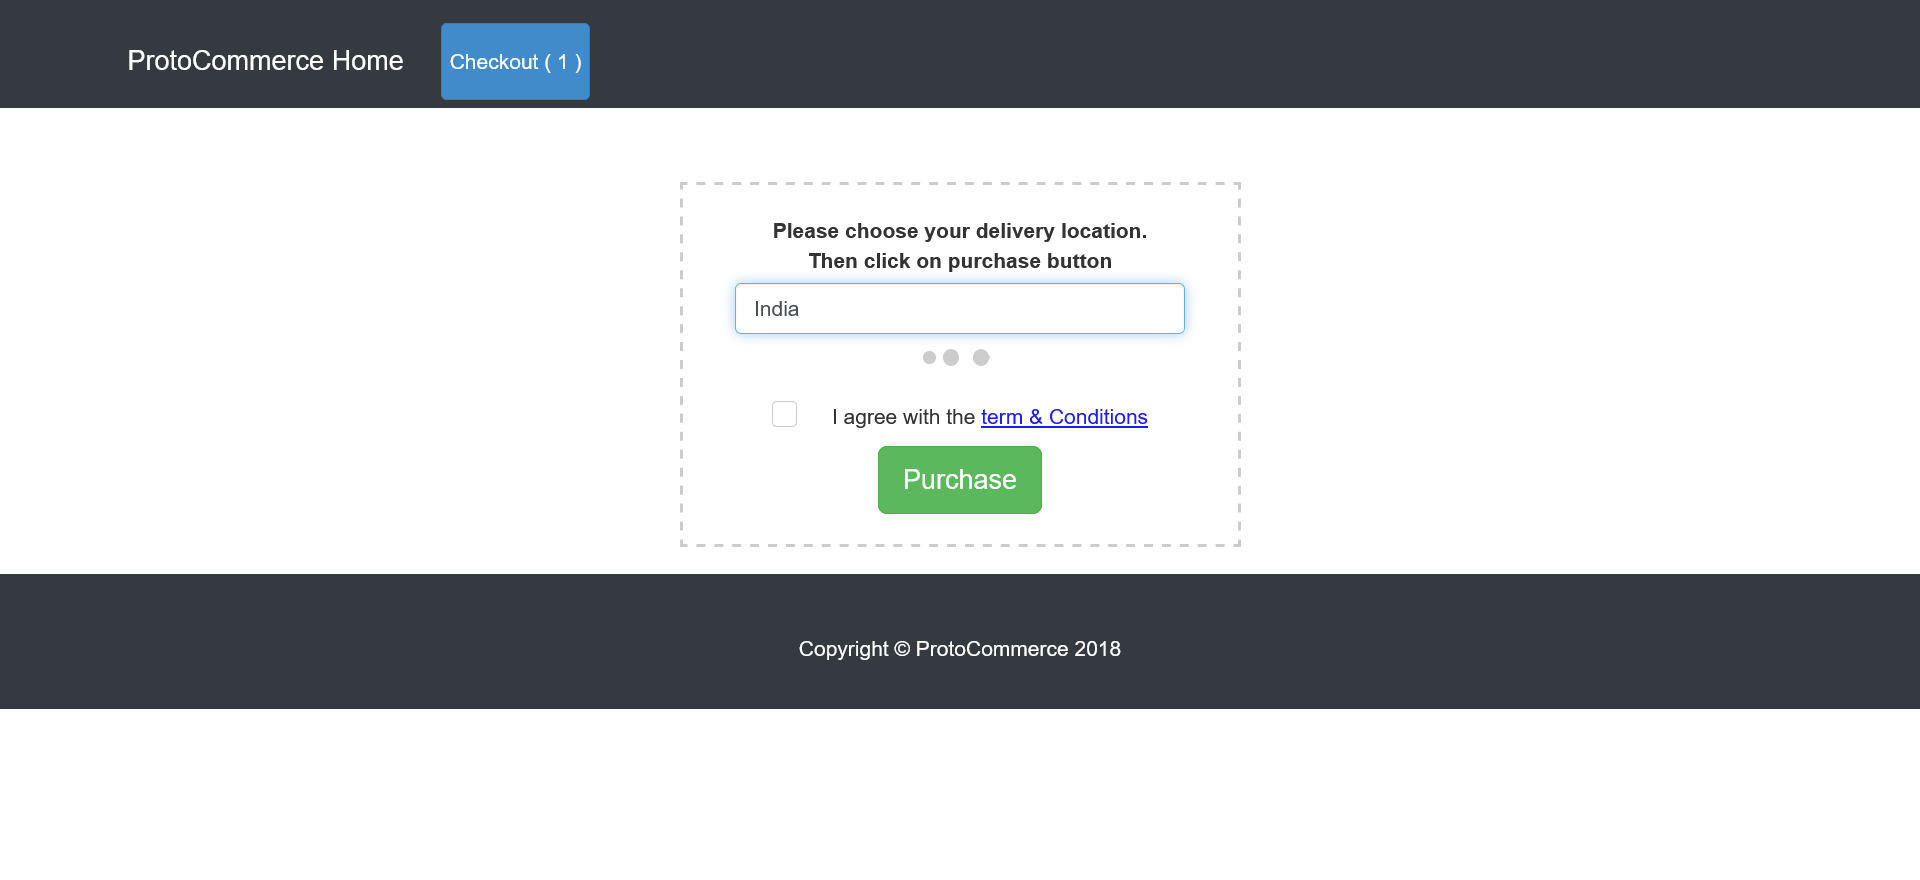 ProtoCommerce Home
Checkout ( 1 )
Please choose your delivery location.
Then click on purchase button
India
I agree with the term & Conditions
Purchase
Copyright © ProtoCommerce 2018